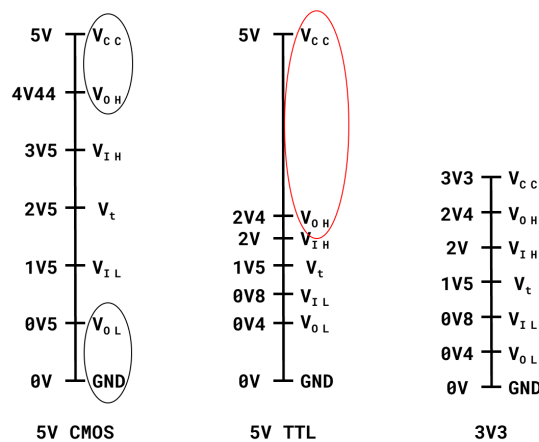 5V VCC
4V44 VOH
3V5 VIH
2V5 Vt
1V5 VIL
0V5 VOL
0V GND
5V CMOS
5V VCC
2V4 VOH
2V VIH
1V5 Vt
0V8 VIL
0V4 VOL
0V GND
5V TTL
3V3 VCC
2V4 VOH
2V VIH
1V5 Vt
0V8 VIL
0V4 VOL
0V GND
3V3